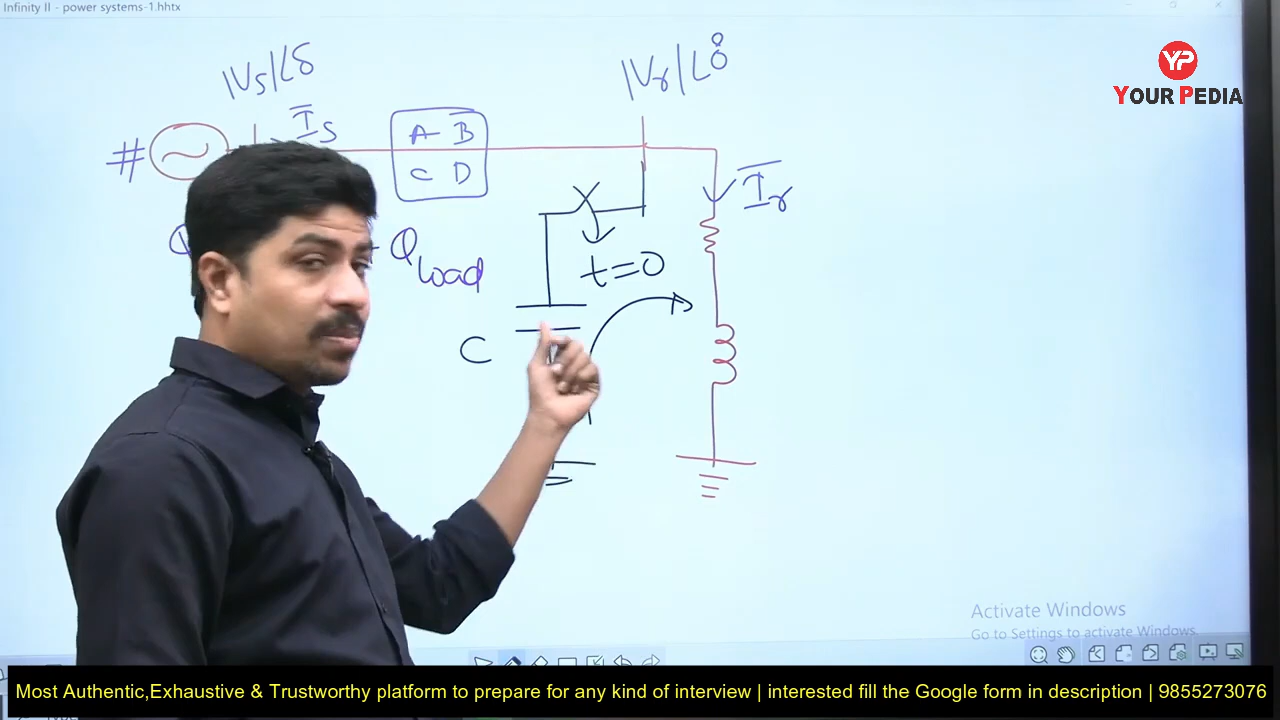 Infinity II - power systems-1.hhtx
YP
YOUR PEDIA
|Vs|∠δ
|Vr|∠0°
#
Is
A B
C D
Ir
Q load
t=0
C
Activate Windows
Go to Settings to activate Windows.
Most Authentic,Exhaustive & Trustworthy platform to prepare for any kind of interview | interested fill the Google form in description | 9855273076